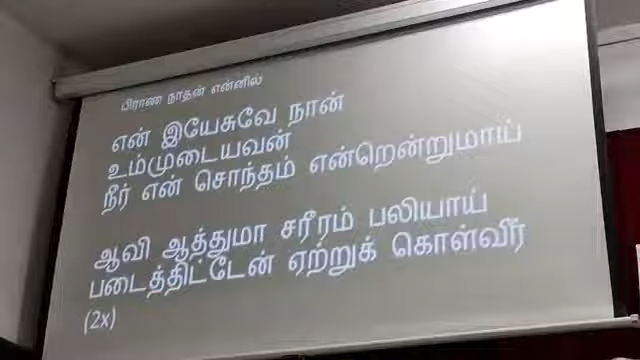 பிராண நாதன் என்னில்
என் இயேசுவே நான்
உம்முடையவன்
நீர் என் சொந்தம் என்றென்றுமாய்
ஆவி ஆத்துமா சரீரம் பலியாய்
படைத்திட்டேன் ஏற்றுக் கொள்வீர்
(2x)